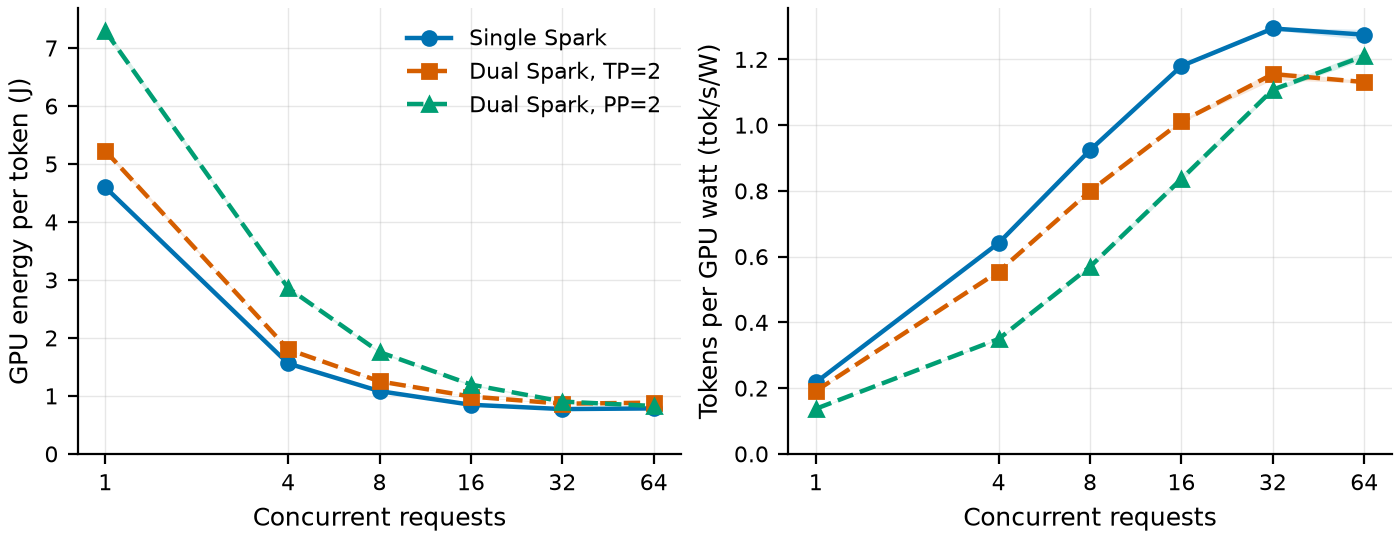 GPU energy per token (J)
7
6
5
4
3
2
1
0
Single Spark
Dual Spark, TP=2
Dual Spark, PP=2
1 4 8 16 32 64
Concurrent requests
Tokens per GPU watt (tok/s/W)
1.2
1.0
0.8
0.6
0.4
0.2
0.0
1 4 8 16 32 64
Concurrent requests